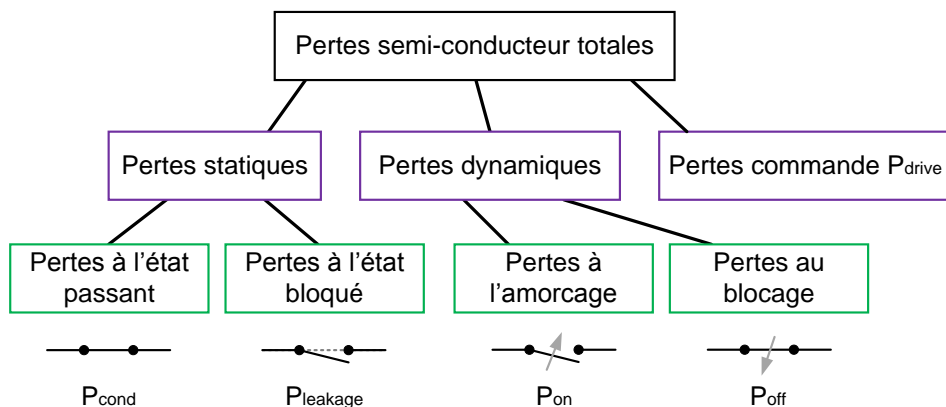 Pertes semi-conducteur totales
Pertes statiques
Pertes dynamiques
Pertes commande Pdrive
Pertes à l’état
passant
Pertes à l’état
bloqué
Pertes à
l’amorcage
Pertes au
blocage
Pcond
Pleakage
Pon
Poff